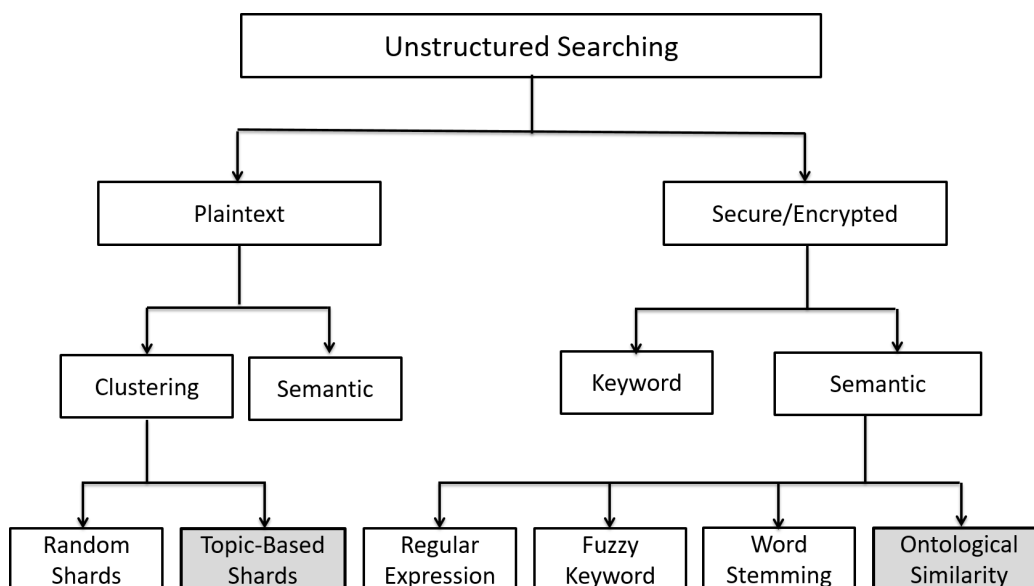 Unstructured Searching
Plaintext
Secure/Encrypted
Clustering
Semantic
Keyword
Semantic
Random
Shards
Topic-Based
Shards
Regular
Expression
Fuzzy
Keyword
Word
Stemming
Ontological
Similarity